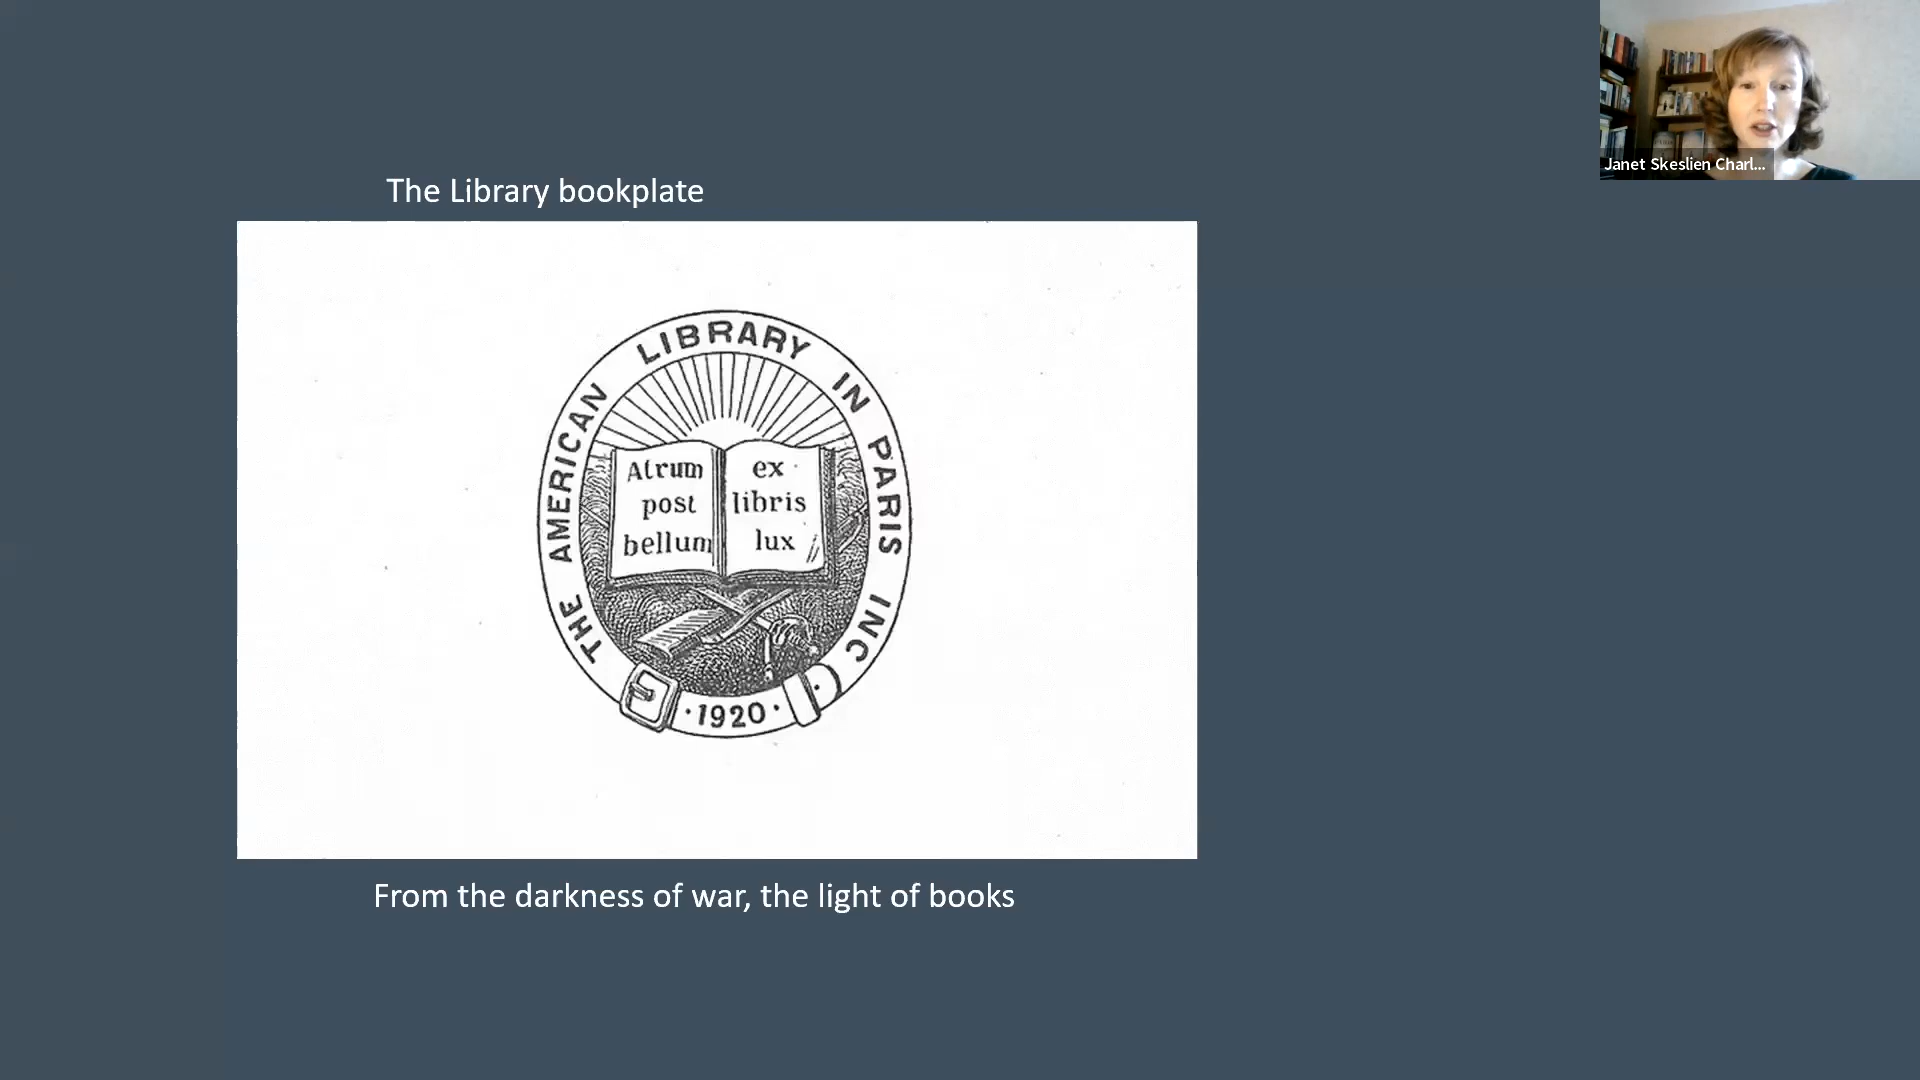 Janet Skeslien Charl...
The Library bookplate
THE AMERICAN LIBRARY IN PARIS INC
Atrum
post
bellum
ex
libris
lux
·1920·
From the darkness of war, the light of books